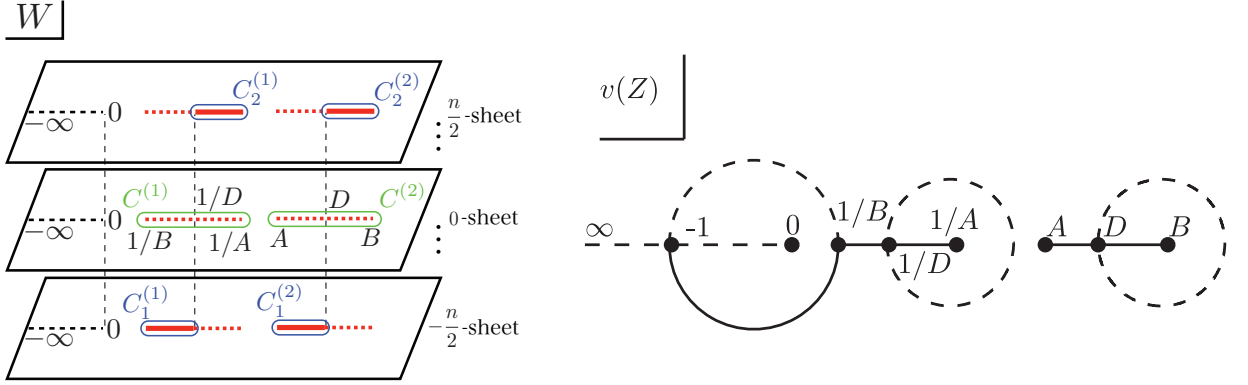 W
0
−∞
C_2^{(1)}
C_2^{(2)}
n/2-sheet
0
−∞
C^{(1)}
1/D
D
C^{(2)}
1/B
1/A
A
B
0-sheet
0
−∞
C_1^{(1)}
C_1^{(2)}
−n/2-sheet
v(Z)
∞
-1
0
1/B
1/D
1/A
A
D
B